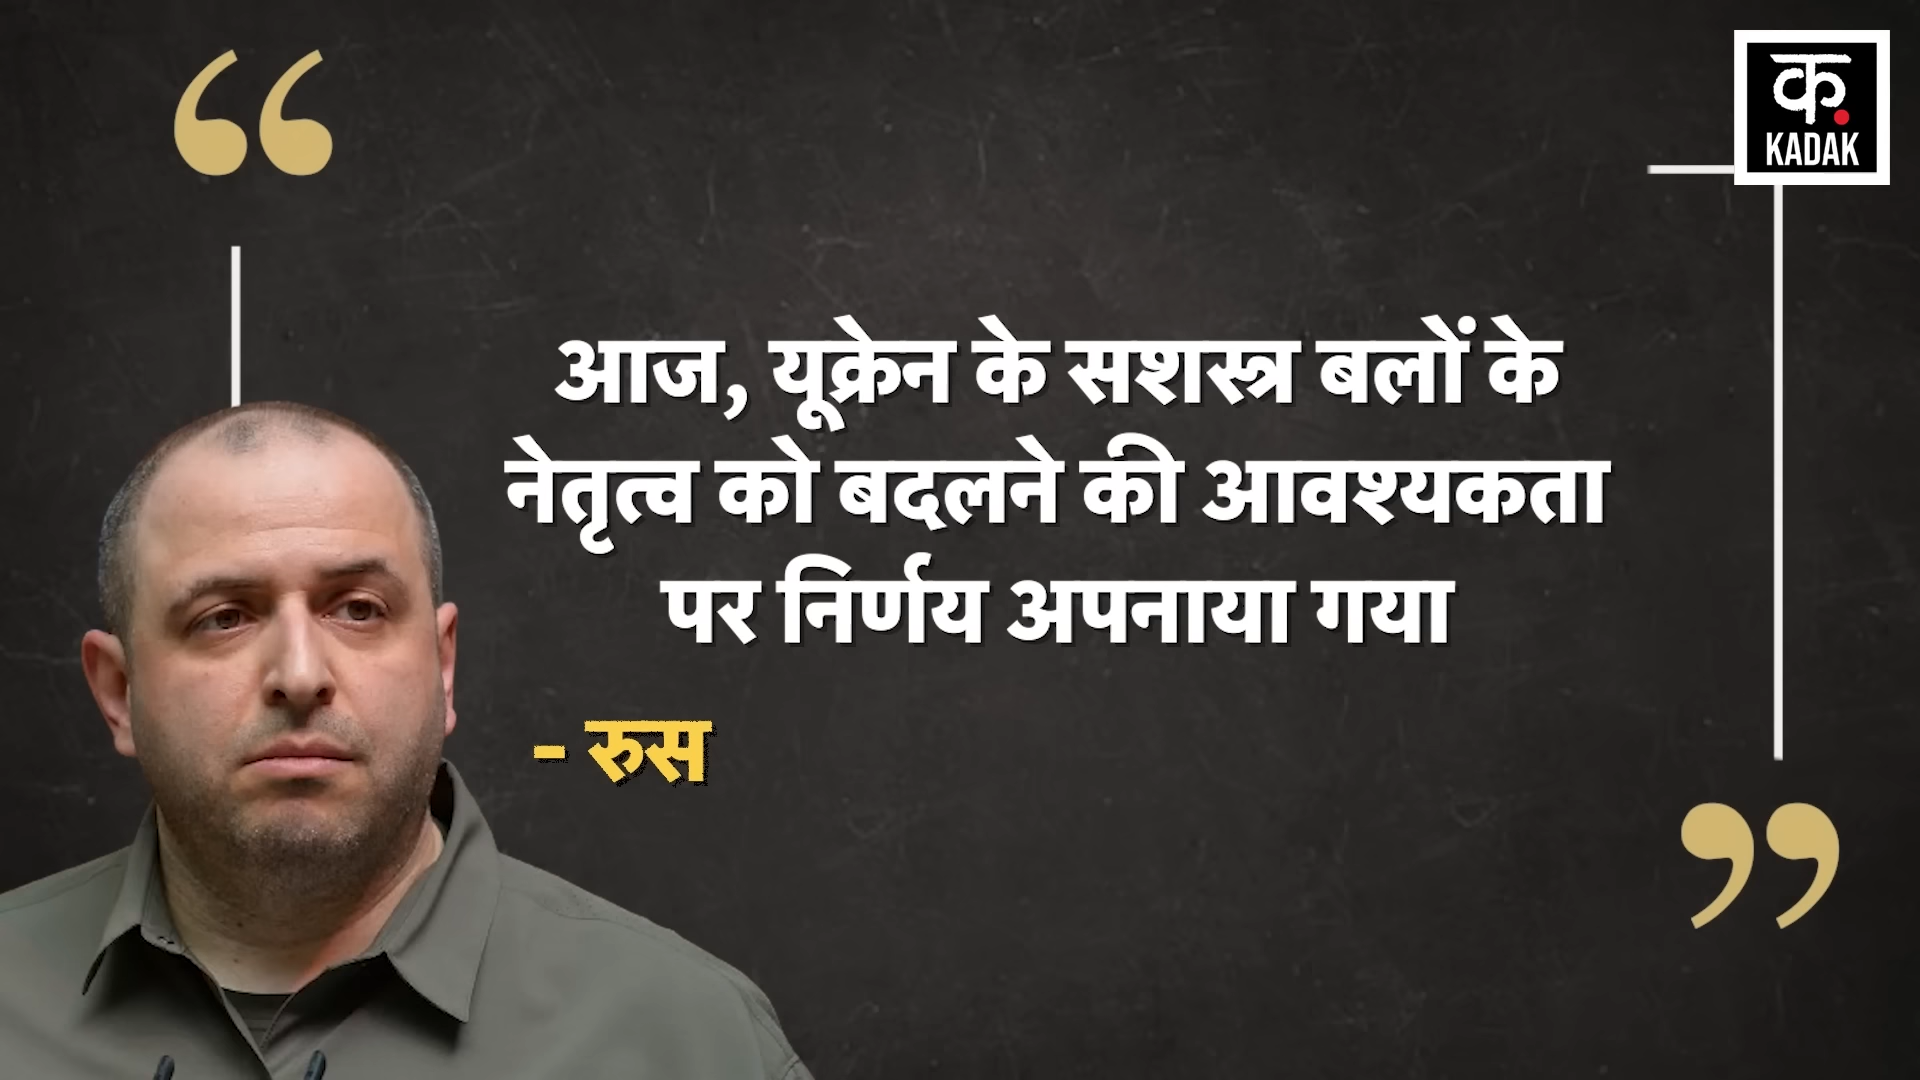 क.
KADAK
आज, यूक्रेन के सशस्त्र बलों के
नेतृत्व को बदलने की आवश्यकता
पर निर्णय अपनाया गया
- रुस